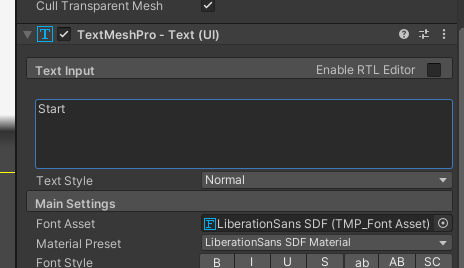 Cull Transparent Mesh
TextMeshPro - Text (UI)
Text Input Enable RTL Editor
Start
Text Style Normal
Main Settings
Font Asset LiberationSans SDF (TMP_Font Asset)
Material Preset LiberationSans SDF Material
Font Style B I U S ab AB SC